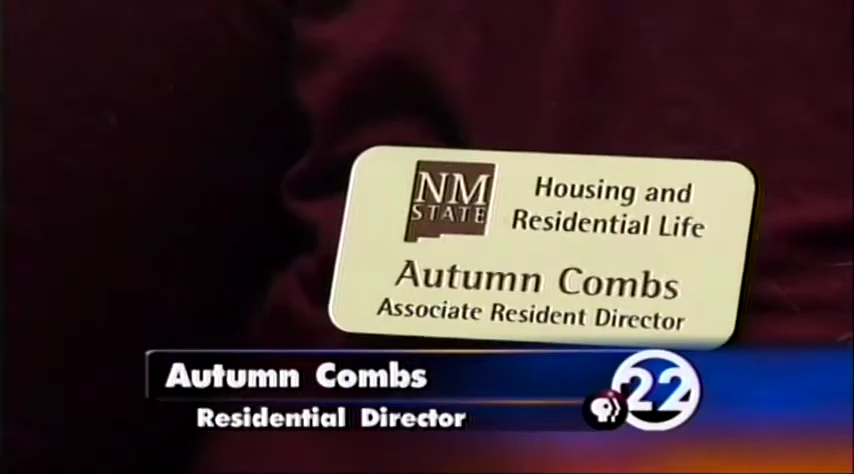 NM
STATE
Housing and
Residential Life
Autumn Combs
Associate Resident Director
Autumn Combs
Residential Director
22